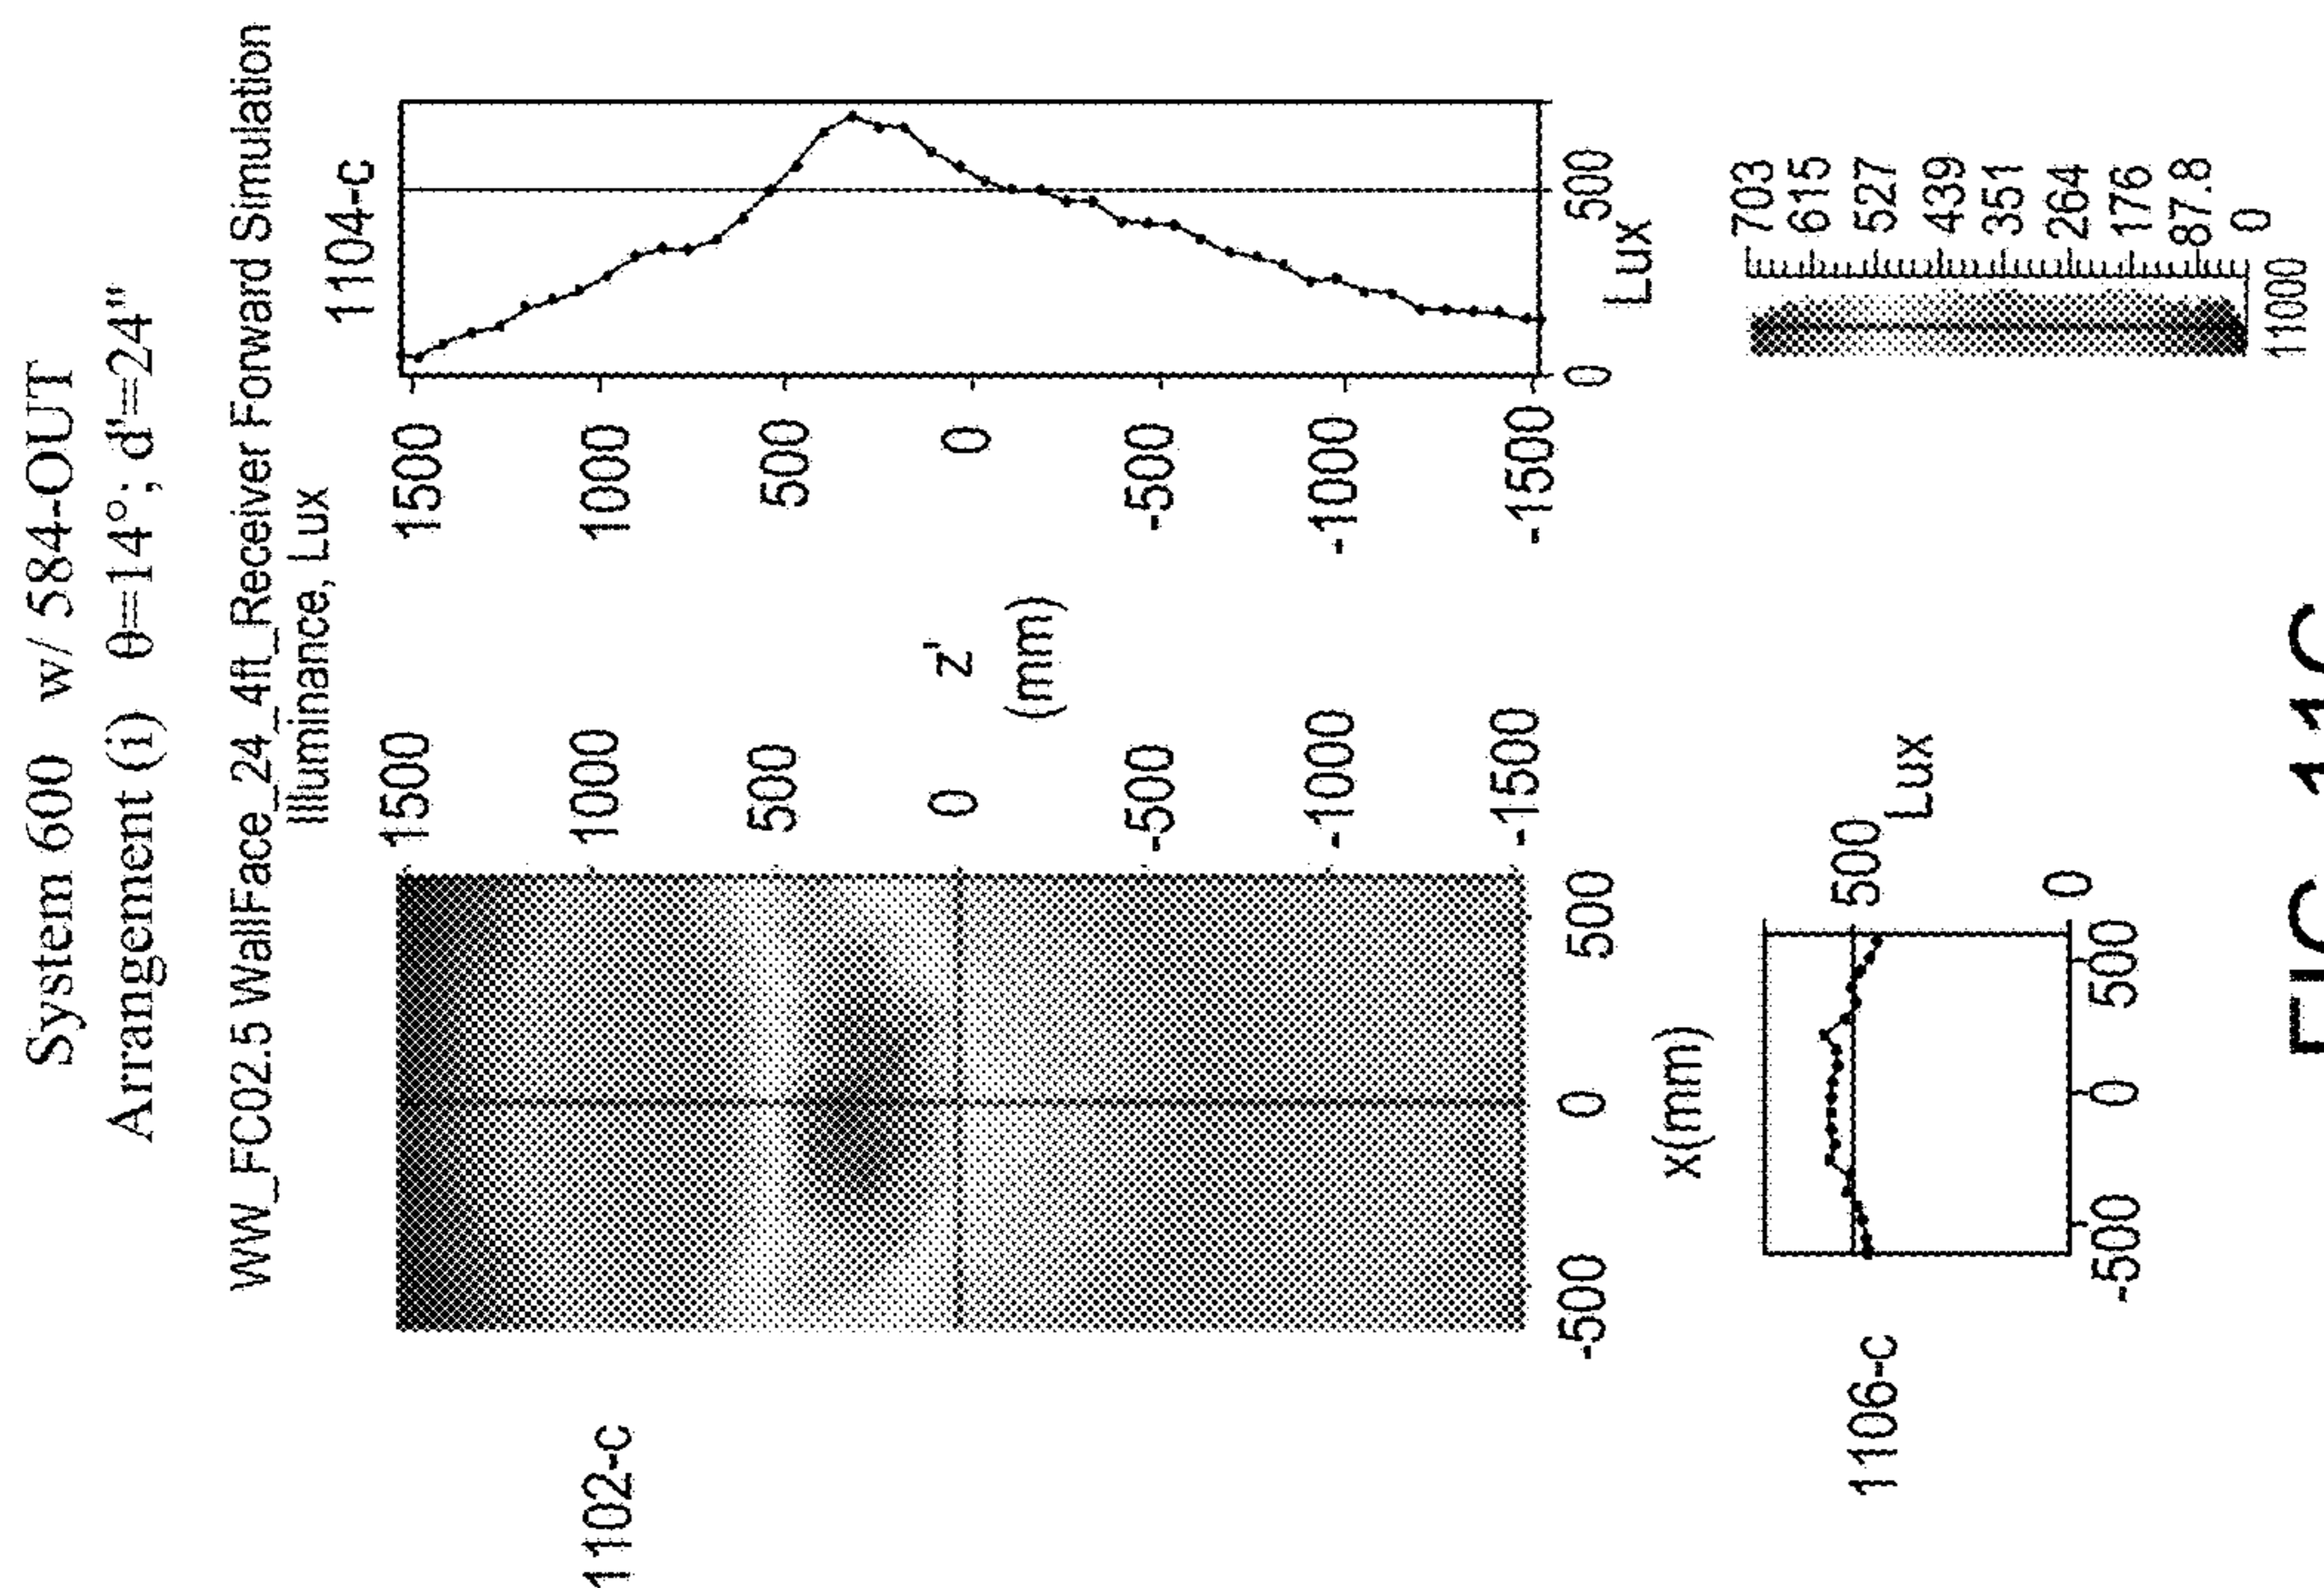 System 600 w/ 584-OUT
Arrangement (i) θ=14°; d'=24"
WW_FC02.5 WallFace_24_4ft_Receiver Forward Simulation
Illuminance, Lux
1102-c
1500
1000
500
0
-500
-1000
-1500
z'
(mm)
-500
0
500
x(mm)
1104-c
1500
1000
500
0
-500
-1000
-1500
0
500
Lux
1106-c
500
Lux
0
-500
0
500
703
615
527
439
351
264
176
87.8
0
11000